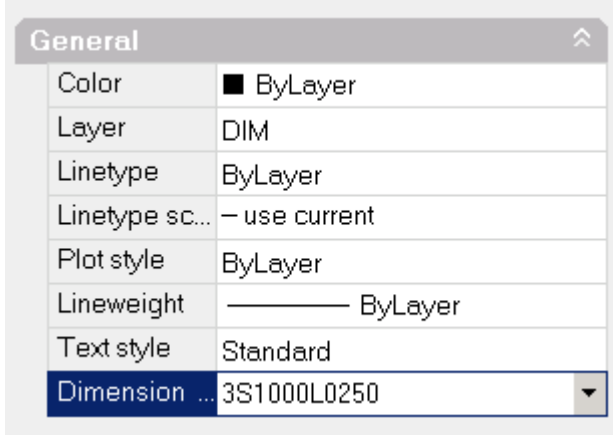 General
Color ByLayer
Layer DIM
Linetype ByLayer
Linetype sc... – use current
Plot style ByLayer
Lineweight ByLayer
Text style Standard
Dimension ... 3S1000L0250